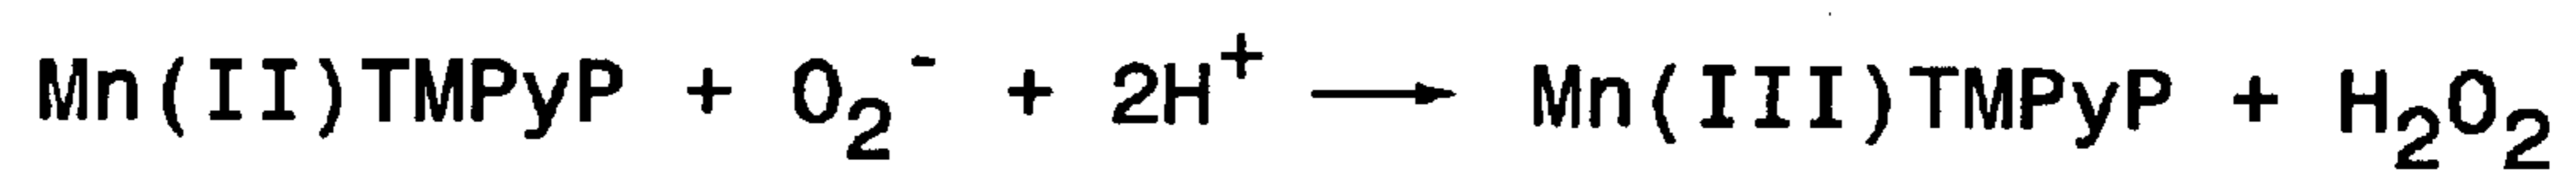 Mn(II)TMPyP + O₂⁻ + 2H⁺ ⟶ Mn(III)TMPyP + H₂O₂